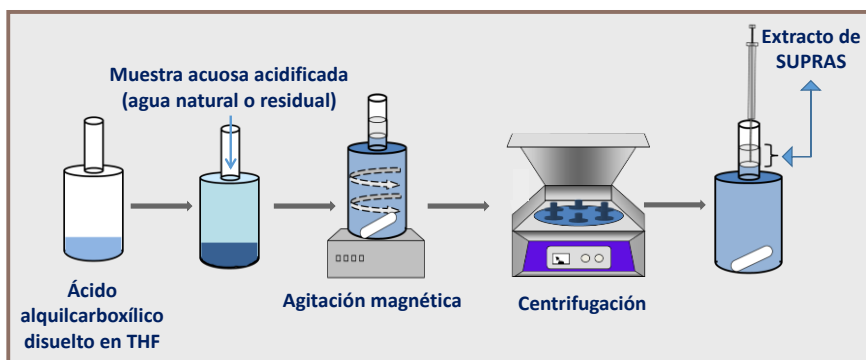 Extracto de
SUPRAS
Muestra acuosa acidificada
(agua natural o residual)
Ácido
alquilcarboxílico
disuelto en THF
Agitación magnética
Centrifugación